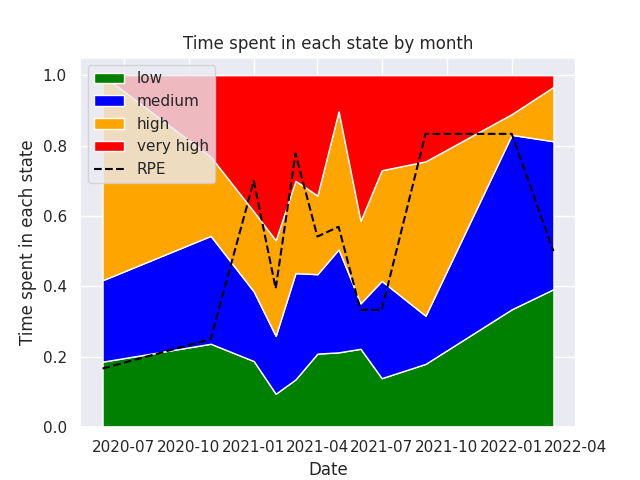 Time spent in each state by month
low
medium
high
very high
RPE
1.0
0.8
0.6
0.4
0.2
0.0
Time spent in each state
2020-07 2020-10 2021-01 2021-04 2021-07 2021-10 2022-01 2022-04
Date